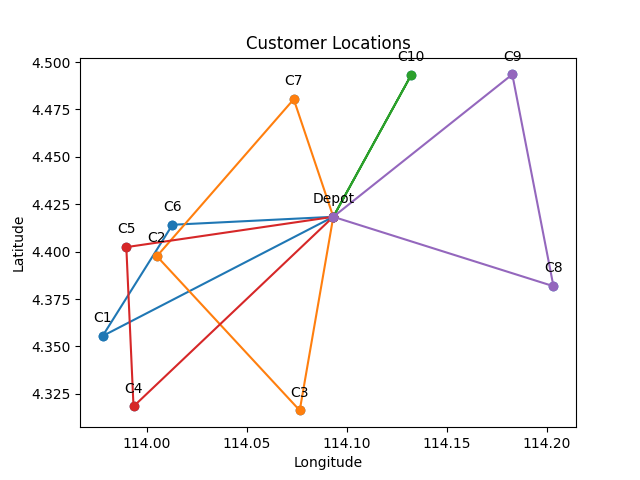 Customer Locations
C10
C9
4.500
C7
4.475
4.450
Depot
C6
4.425
C5
C2
4.400
C8
4.375
C1
4.350
C4
C3
4.325
114.00
114.05
114.10
114.15
114.20
Longitude
Latitude